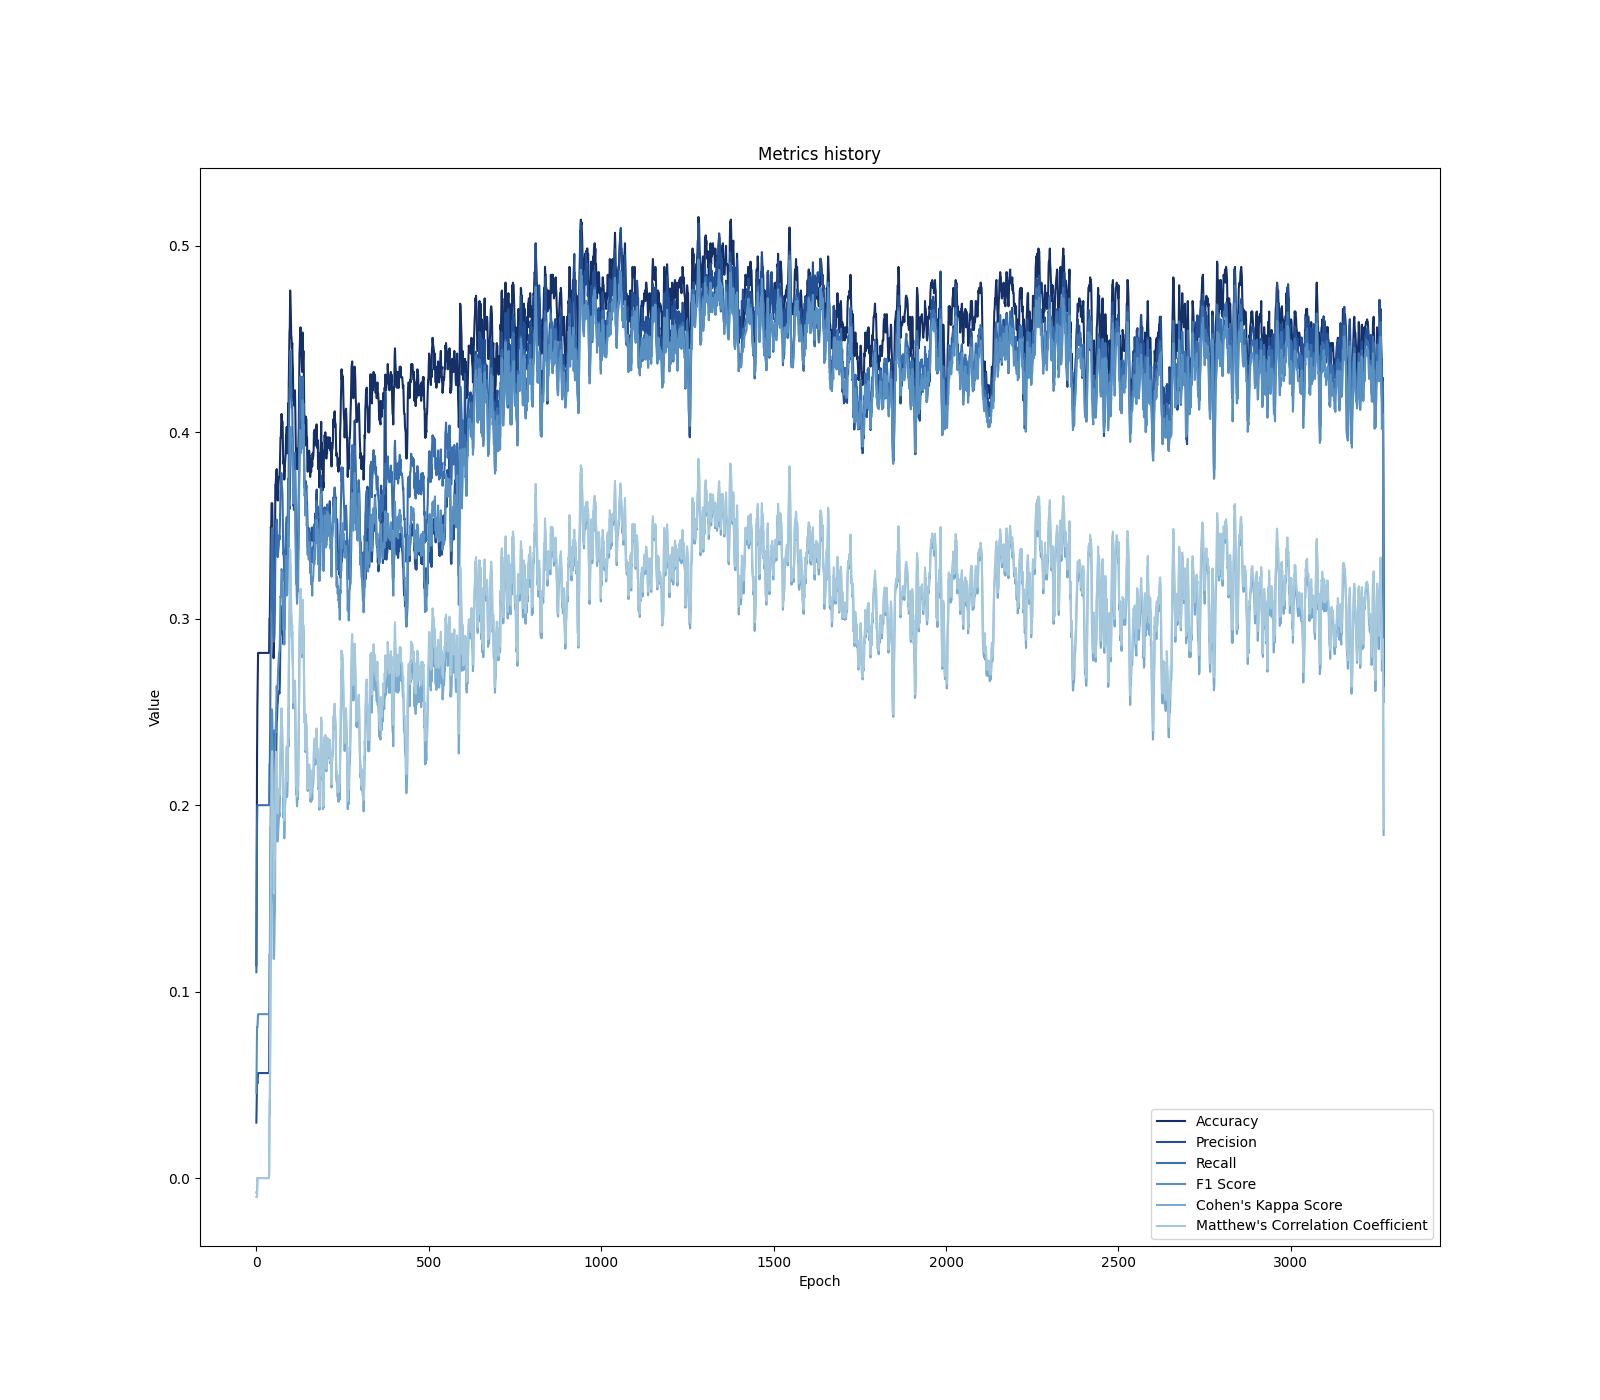 Metrics history
0.5
0.4
0.3
0.2
0.1
0.0
Value
0 500 1000 1500 2000 2500 3000
Epoch
Accuracy
Precision
Recall
F1 Score
Cohen's Kappa Score
Matthew's Correlation Coefficient